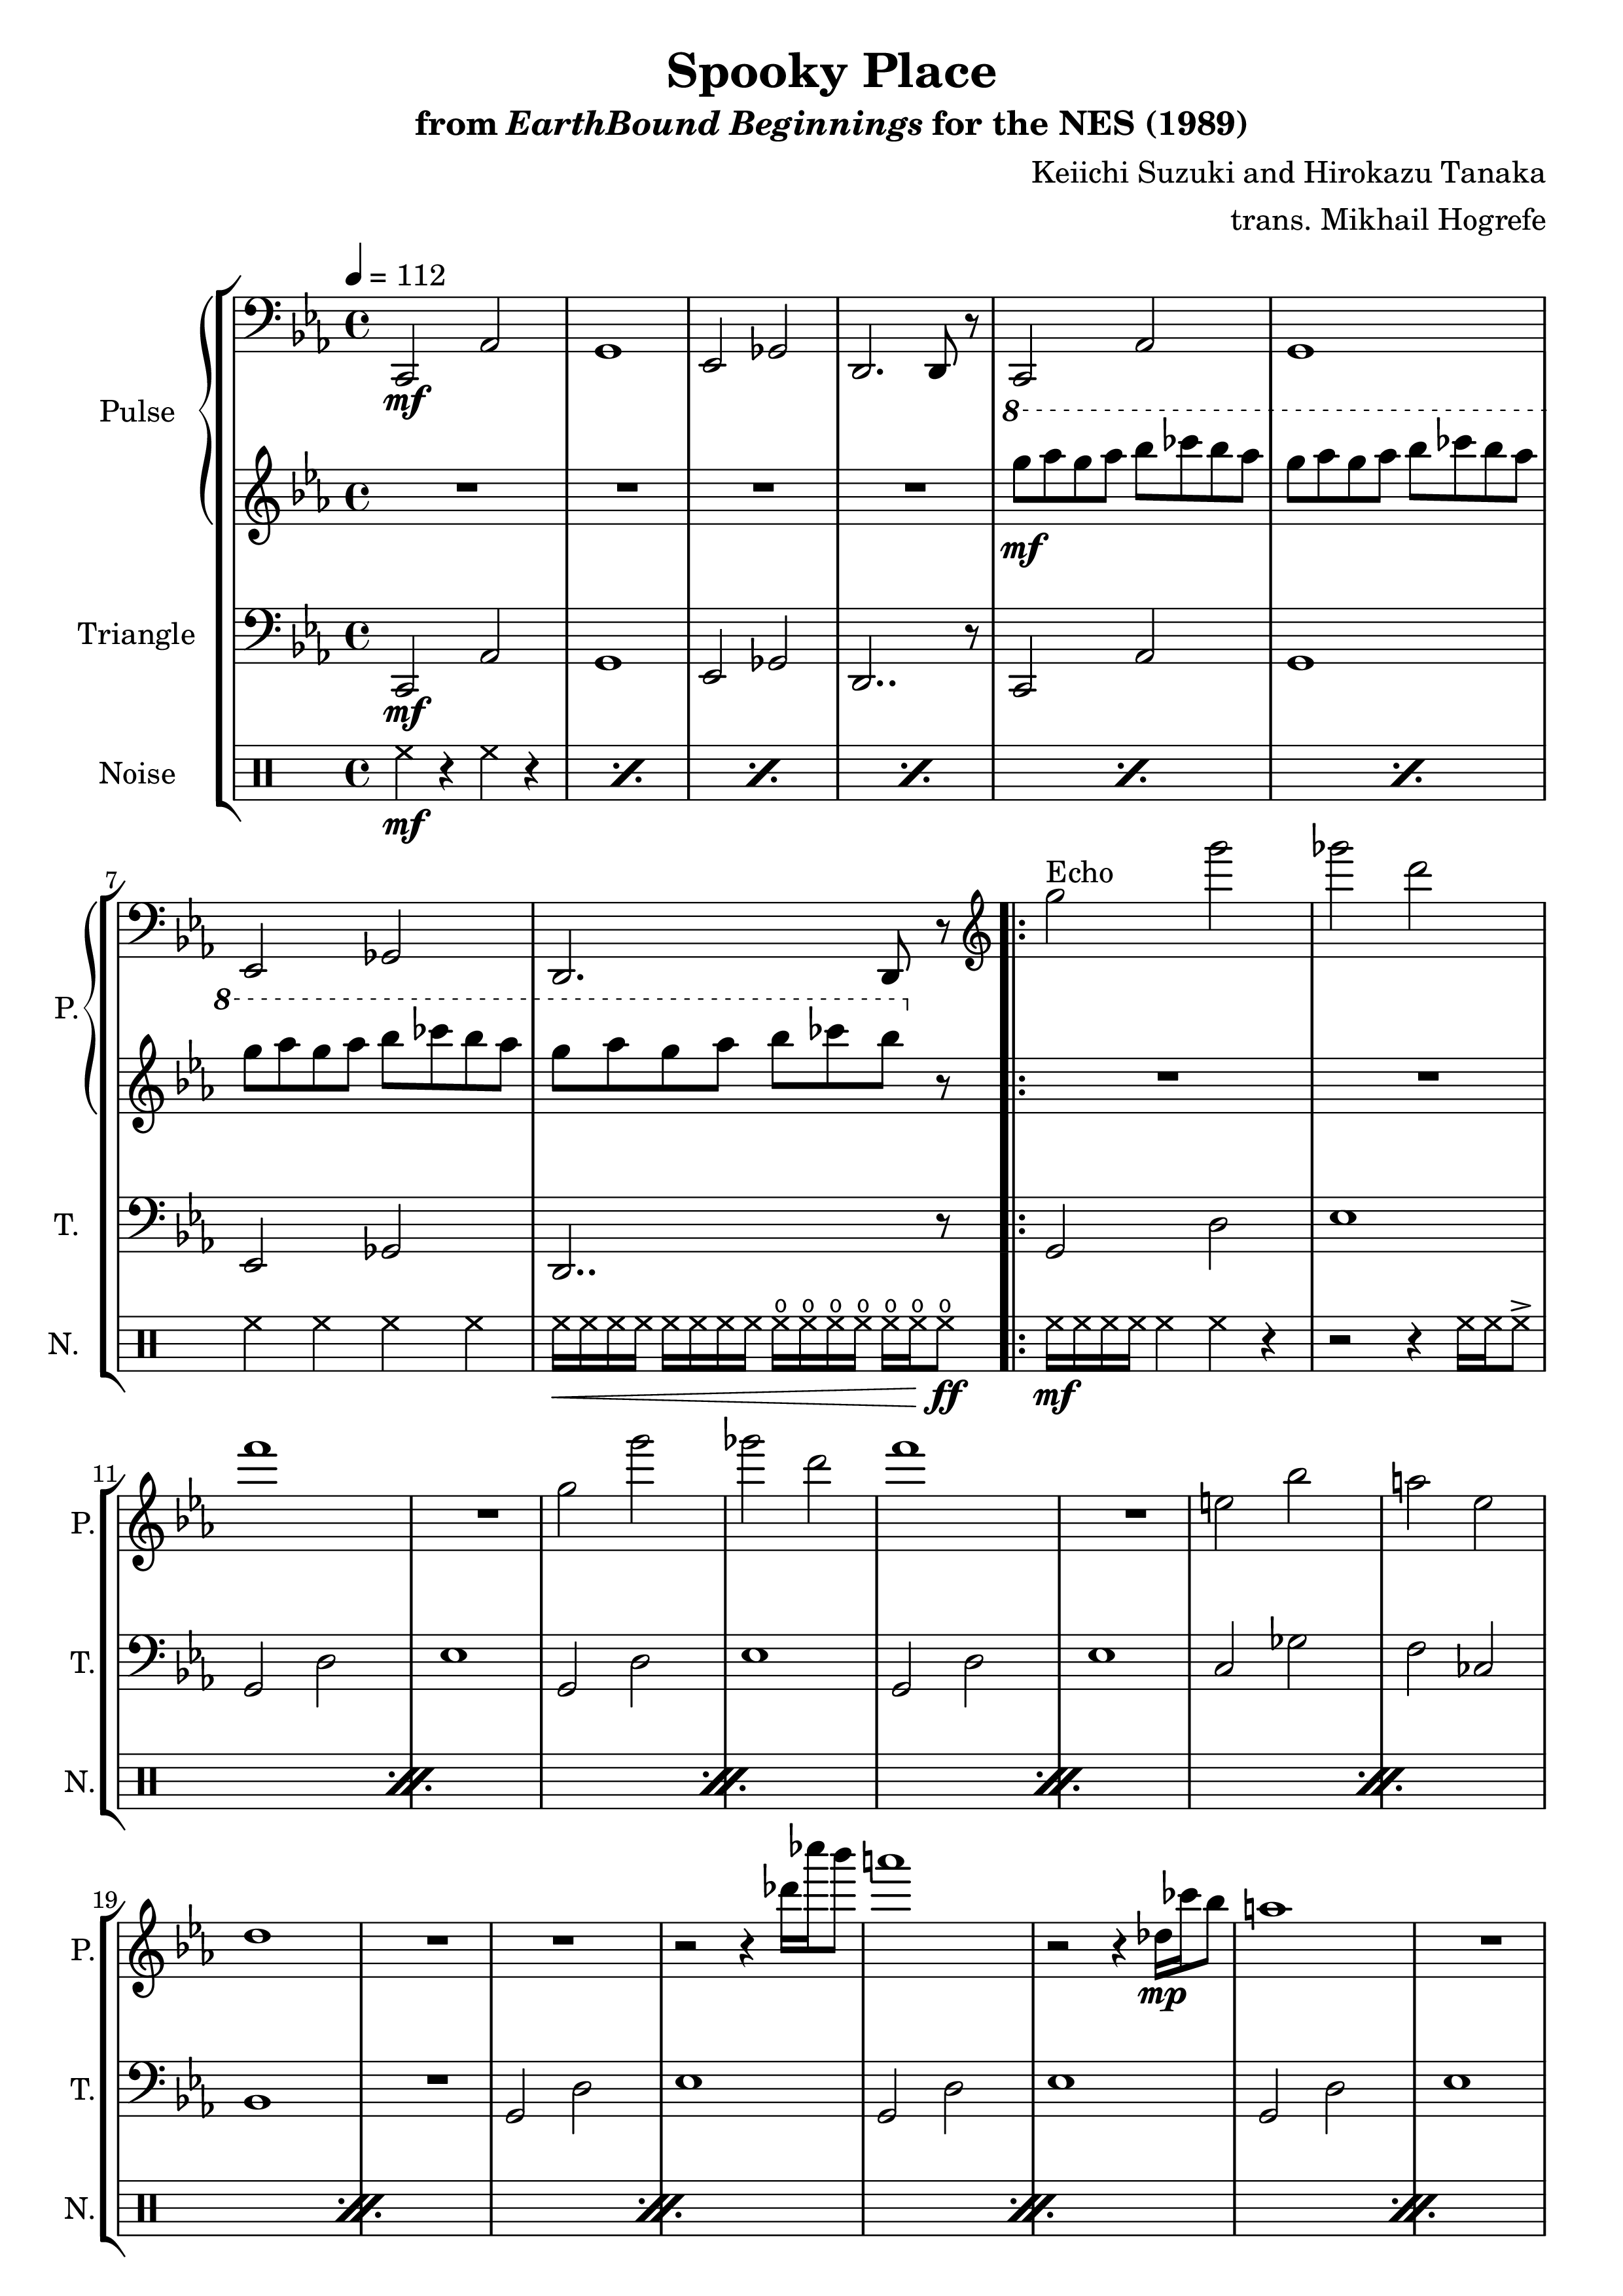 Spooky Place
from EarthBound Beginnings for the NES (1989)
Keiichi Suzuki and Hirokazu Tanaka
trans. Mikhail Hogrefe
= 112
Pulse
mf
8
mf
Triangle
mf
Noise
mf
7
Echo
P.
8
T.
N.
ff
mf
11
P.
T.
N.
19
P.
mp
T.
N.